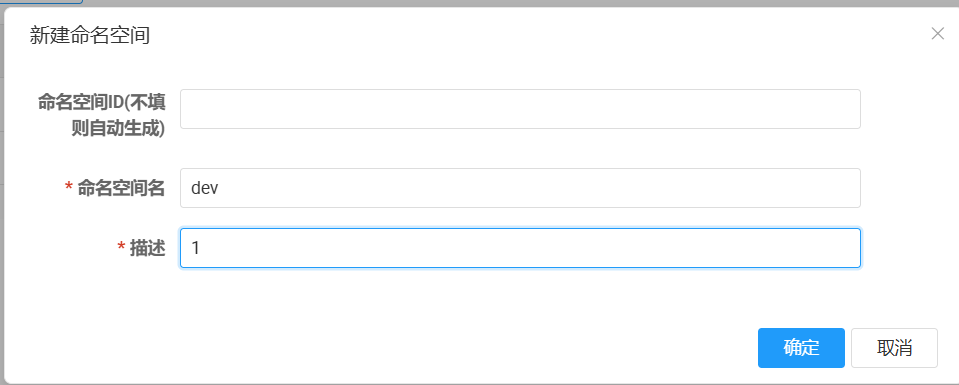 新建命名空间
命名空间ID(不填
则自动生成)
* 命名空间名
dev
* 描述
1
确定
取消